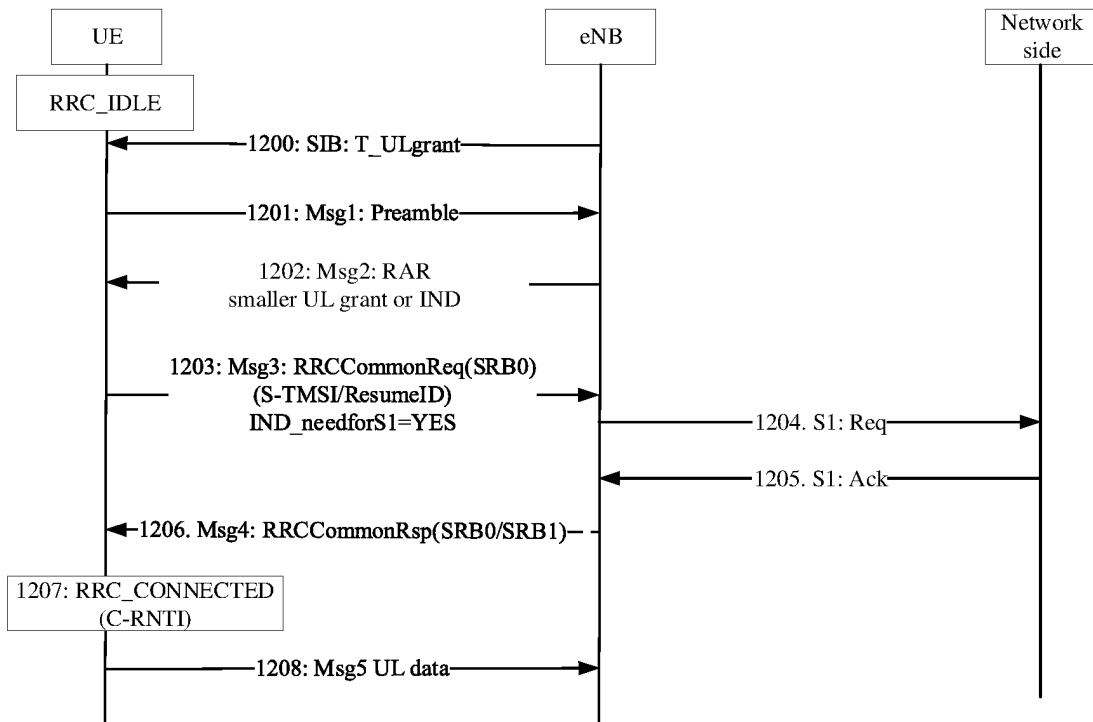 UE
eNB
Network
side
RRC_IDLE
1200: SIB: T_ULgrant
1201: Msg1: Preamble
1202: Msg2: RAR
smaller UL grant or IND
1203: Msg3: RRCCommonReq(SRB0)
(S-TMSI/ResumeID)
IND_needforS1=YES
1204. S1: Req
1205. S1: Ack
1206. Msg4: RRCCommonRsp(SRB0/SRB1)
1207: RRC_CONNECTED
(C-RNTI)
1208: Msg5 UL data